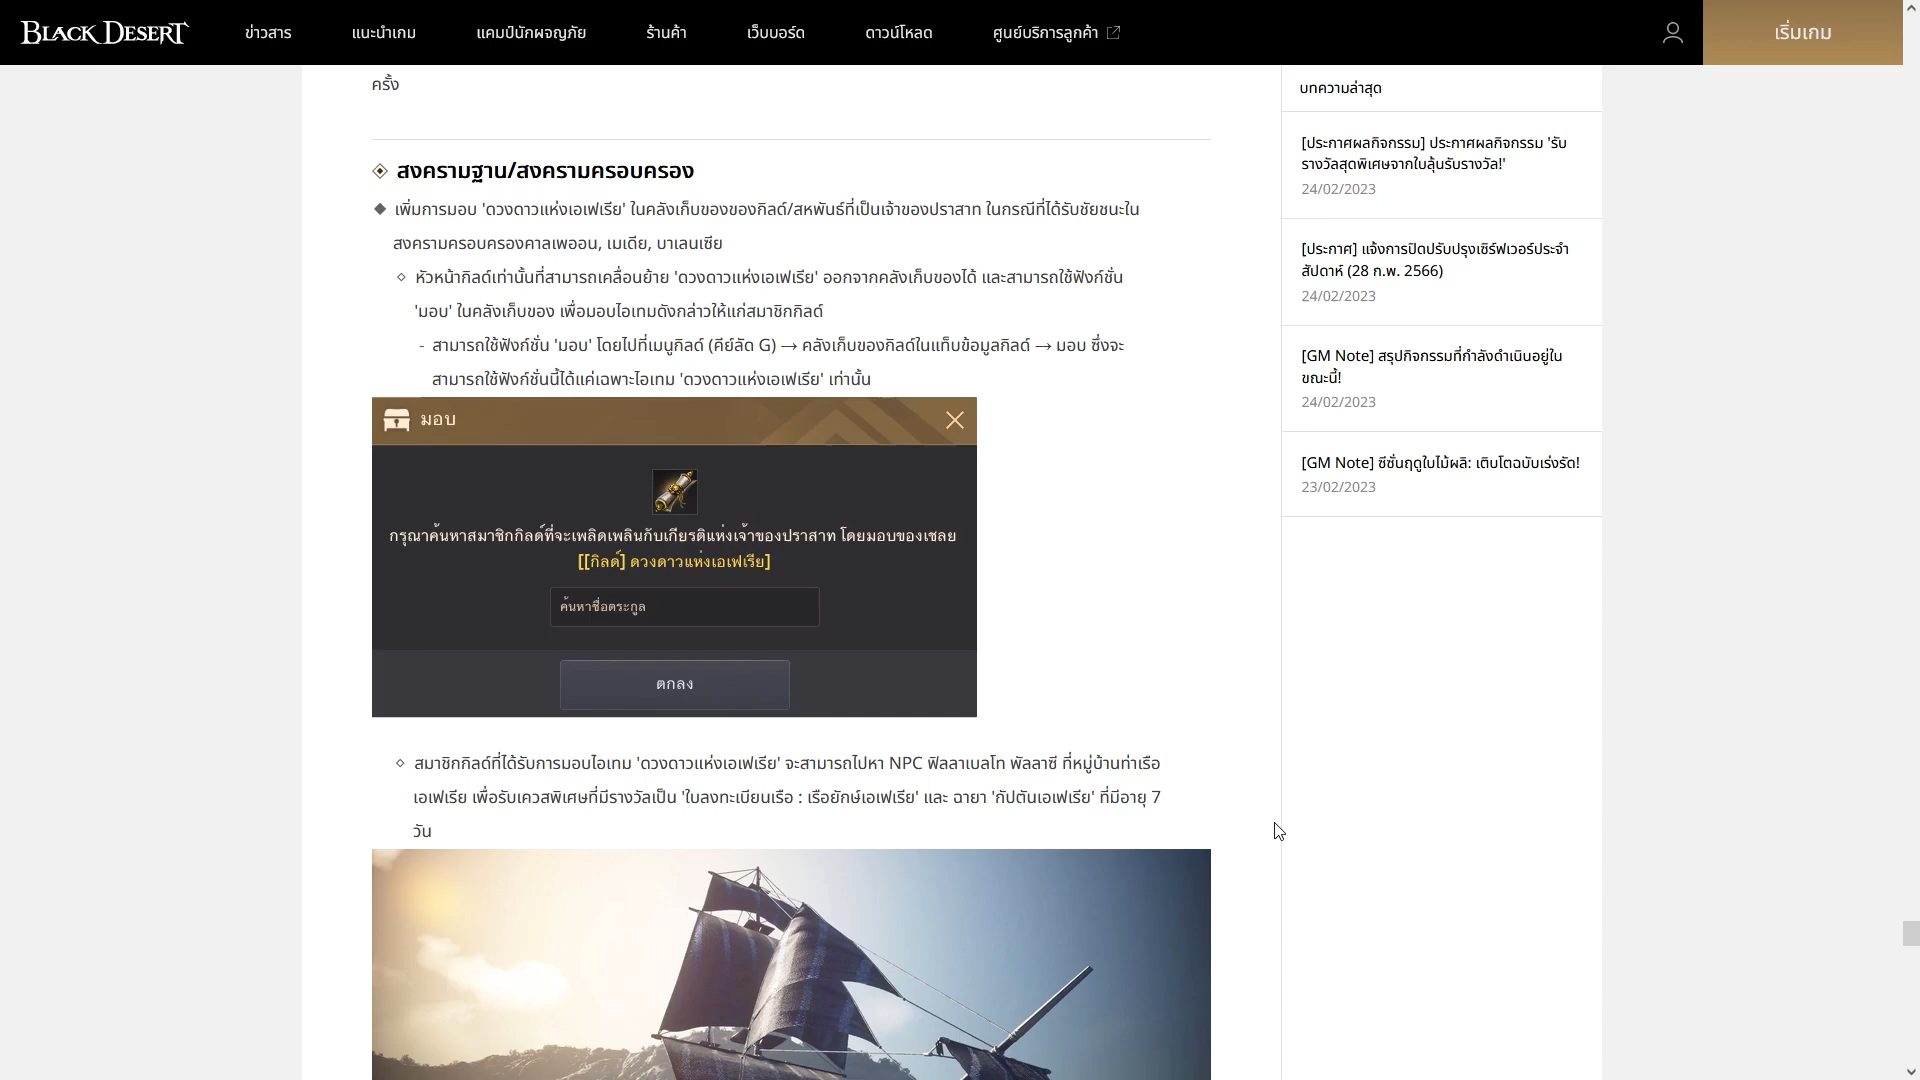 BLACK DESERT ข่าวสาร แนะนำเกม แคมป์นักผจญภัย ร้านค้า เว็บบอร์ด ดาวน์โหลด ศูนย์บริการลูกค้า เริ่มเกม
ครั้ง
สงครามฐาน/สงครามครอบครอง
เพิ่มการมอบ 'ดวงดาวแห่งเอเฟเรีย' ในคลังเก็บของของกิลด์/สหพันธ์ที่เป็นเจ้าของปราสาท ในกรณีที่ได้รับชัยชนะใน
สงครามครอบครองคาลเพออน, เมเดีย, บาเลนเซีย
หัวหน้ากิลด์เท่านั้นที่สามารถเคลื่อนย้าย 'ดวงดาวแห่งเอเฟเรีย' ออกจากคลังเก็บของได้ และสามารถใช้ฟังก์ชั่น
'มอบ' ในคลังเก็บของ เพื่อมอบไอเทมดังกล่าวให้แก่สมาชิกกิลด์
- สามารถใช้ฟังก์ชั่น 'มอบ' โดยไปที่เมนูกิลด์ (คีย์ลัด G) → คลังเก็บของกิลด์ในแท็บข้อมูลกิลด์ → มอบ ซึ่งจะ
สามารถใช้ฟังก์ชั่นนี้ได้แค่เฉพาะไอเทม 'ดวงดาวแห่งเอเฟเรีย' เท่านั้น
มอบ
กรุณาค้นหาสมาชิกกิลด์ที่จะเพลิดเพลินกับเกียรติแห่งเจ้าของปราสาท โดยมอบของเชลย
[[กิลด์] ดวงดาวแห่งเอเฟเรีย]
ค้นหาชื่อตระกูล
ตกลง
สมาชิกกิลด์ที่ได้รับการมอบไอเทม 'ดวงดาวแห่งเอเฟเรีย' จะสามารถไปหา NPC ฟิลลาเบลโท พัลลาซี ที่หมู่บ้านท่าเรือ
เอเฟเรีย เพื่อรับเควสพิเศษที่มีรางวัลเป็น 'ใบลงทะเบียนเรือ : เรือยักษ์เอเฟเรีย' และ ฉายา 'กัปตันเอเฟเรีย' ที่มีอายุ 7
วัน
บทความล่าสุด
[ประกาศผลกิจกรรม] ประกาศผลกิจกรรม 'รับ
รางวัลสุดพิเศษจากใบลุ้นรับรางวัล!'
24/02/2023
[ประกาศ] แจ้งการปิดปรับปรุงเซิร์ฟเวอร์ประจำ
สัปดาห์ (28 ก.พ. 2566)
24/02/2023
[GM Note] สรุปกิจกรรมที่กำลังดำเนินอยู่ใน
ขณะนี้!
24/02/2023
[GM Note] ซีซั่นฤดูใบไม้ผลิ: เติบโตฉบับเร่งรัด!
23/02/2023